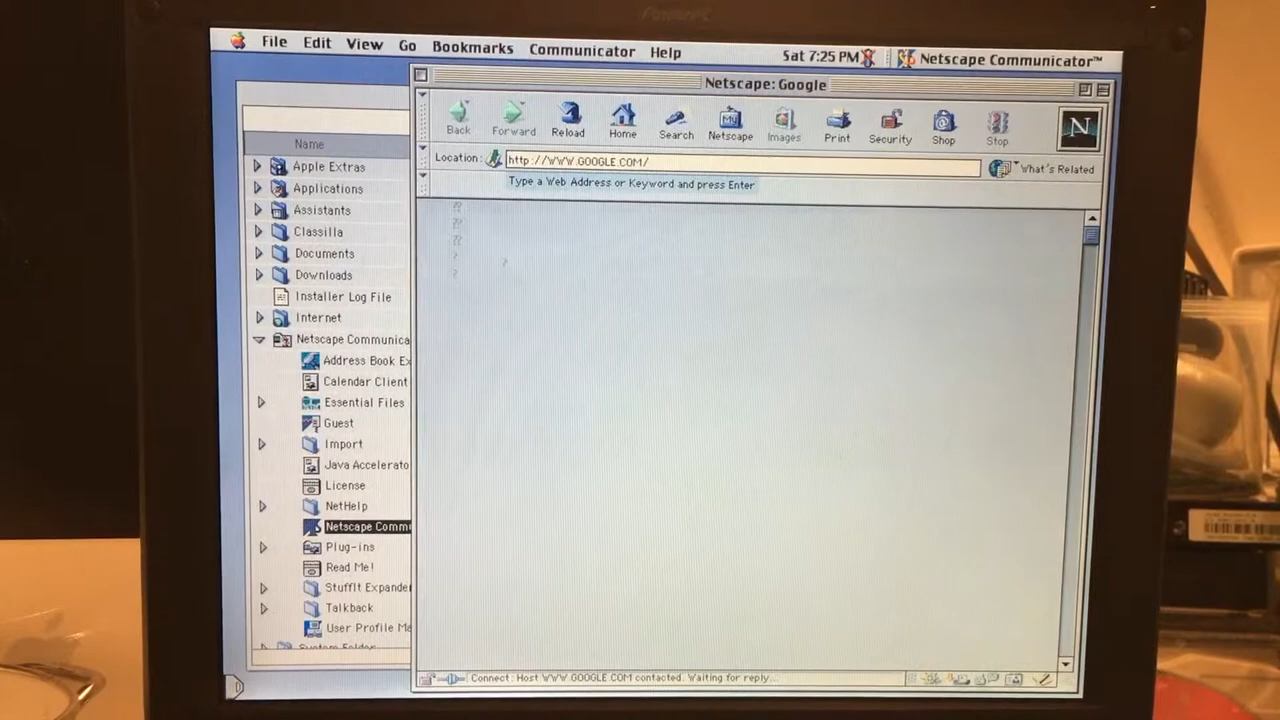 PowerPC
File Edit View Go Bookmarks Communicator Help Sat 7:25 PM Netscape Communicator™
Netscape: Google
Back Forward Reload Home Search Netscape Images Print Security Shop Stop
My
N
Location: http://WWW.GOOGLE.COM/ What's Related
Type a Web Address or Keyword and press Enter
Name
Apple Extras
Applications
Assistants
Classilla
Documents
Downloads
Installer Log File
Internet
Netscape Communica
Address Book Ex
Calendar Client
Essential Files
Guest
Import
Java Accelerato
License
NetHelp
Netscape Comm
Plug-ins
Read Me!
StuffIt Expander
Talkback
User Profile Ma
System Folder
??
??
??
? ?
?
Connect: Host WWW.GOOGLE.COM contacted. Waiting for reply...